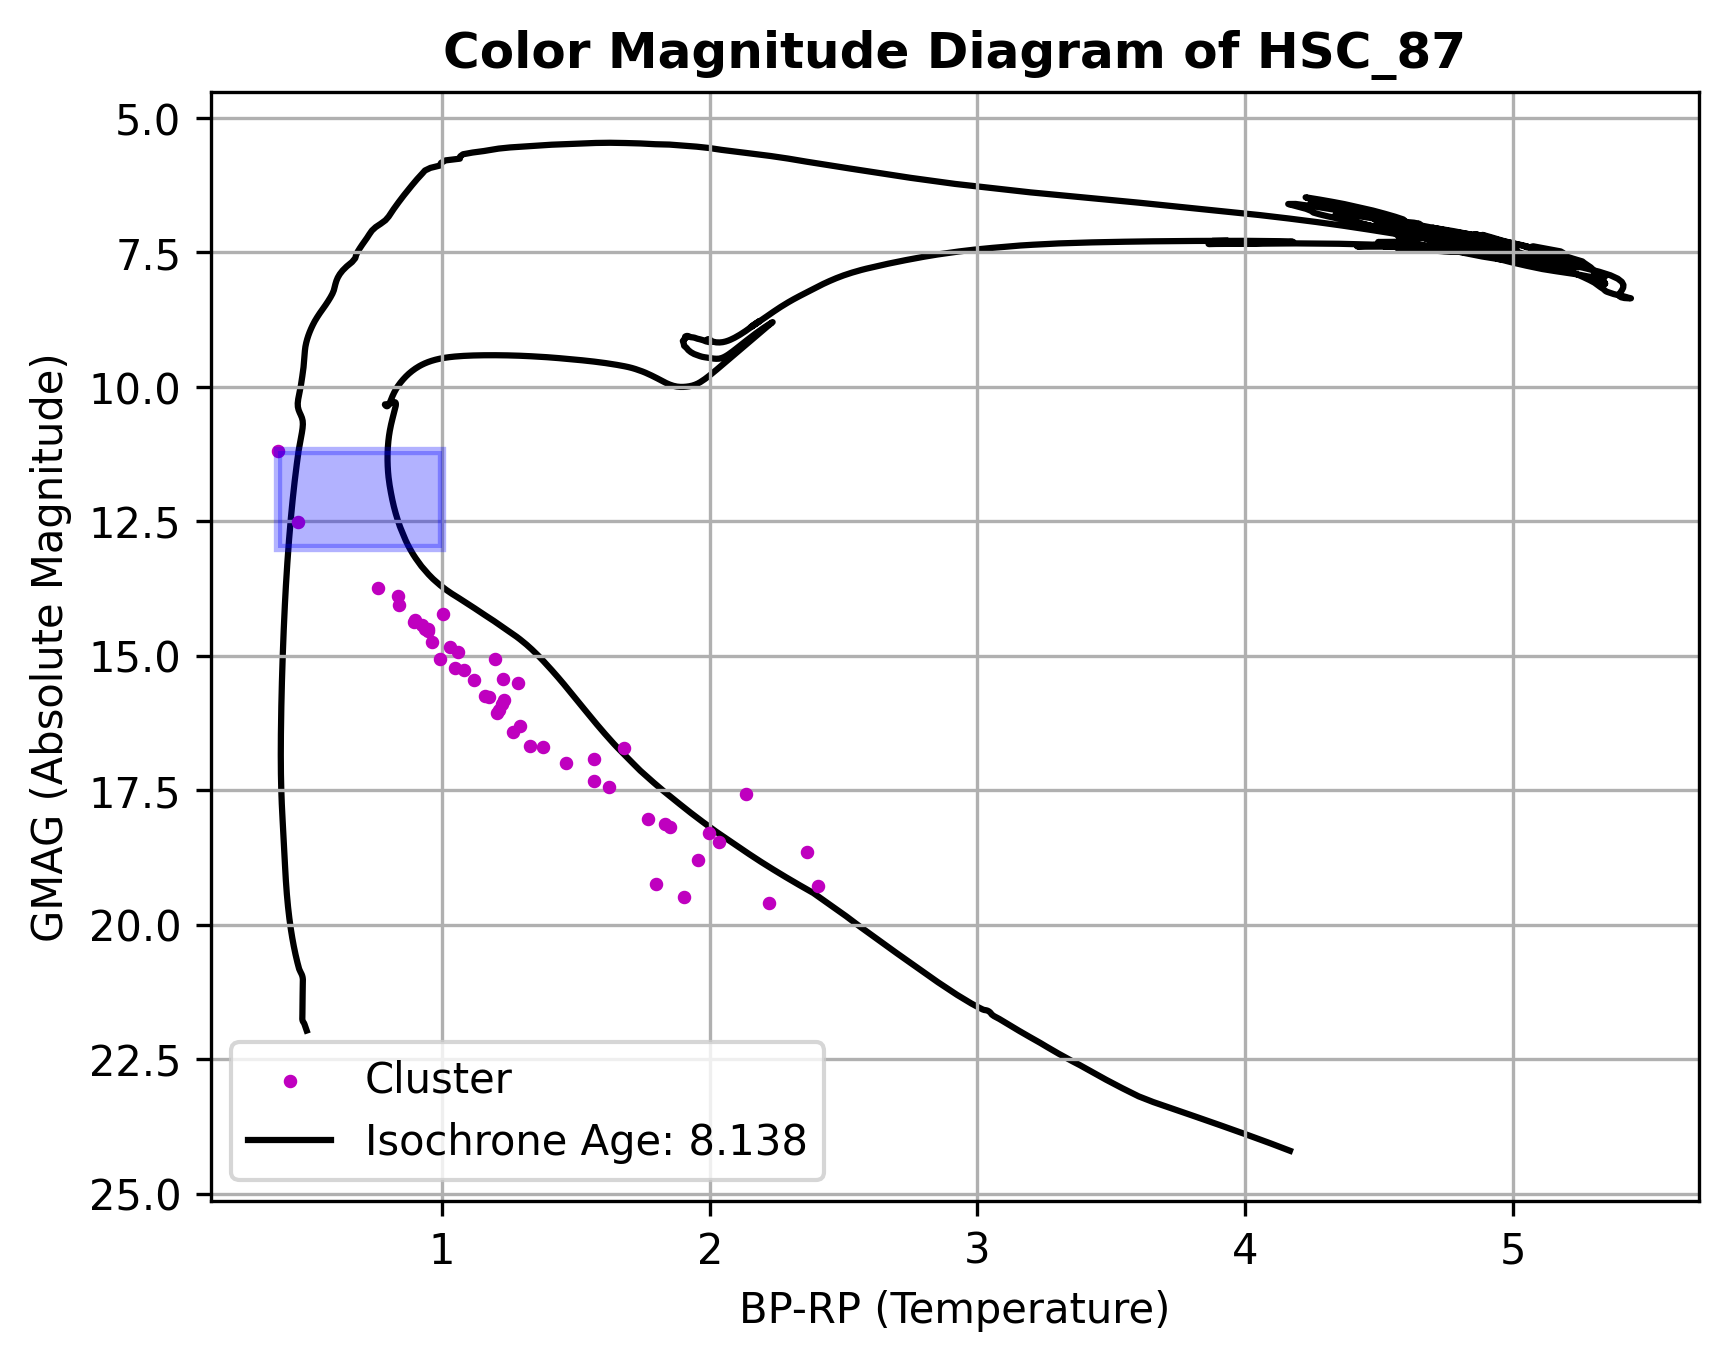 Color Magnitude Diagram of HSC_87
GMAG (Absolute Magnitude)
5.0
7.5
10.0
12.5
15.0
17.5
20.0
22.5
25.0
Cluster
Isochrone Age: 8.138
1 2 3 4 5
BP-RP (Temperature)